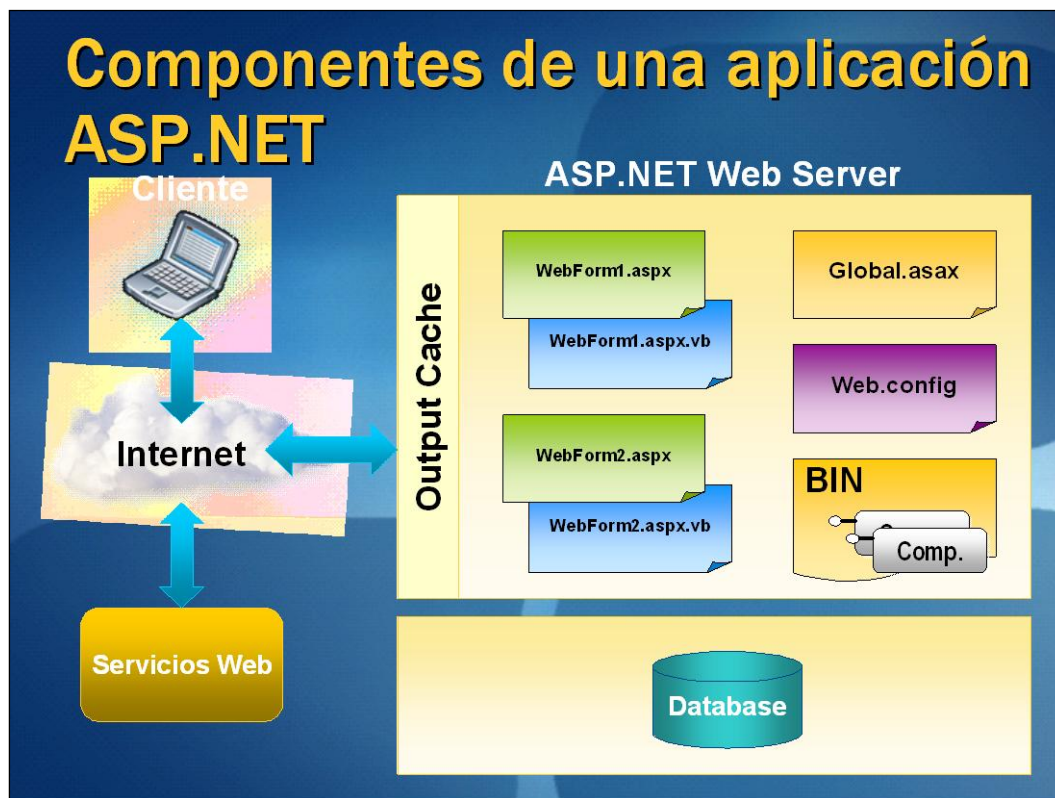 Componentes de una aplicación
ASP.NET
Cliente
ASP.NET Web Server
Output Cache
WebForm1.aspx
WebForm1.aspx.vb
WebForm2.aspx
WebForm2.aspx.vb
Global.asax
Web.config
BIN
Comp.
Internet
Servicios Web
Database